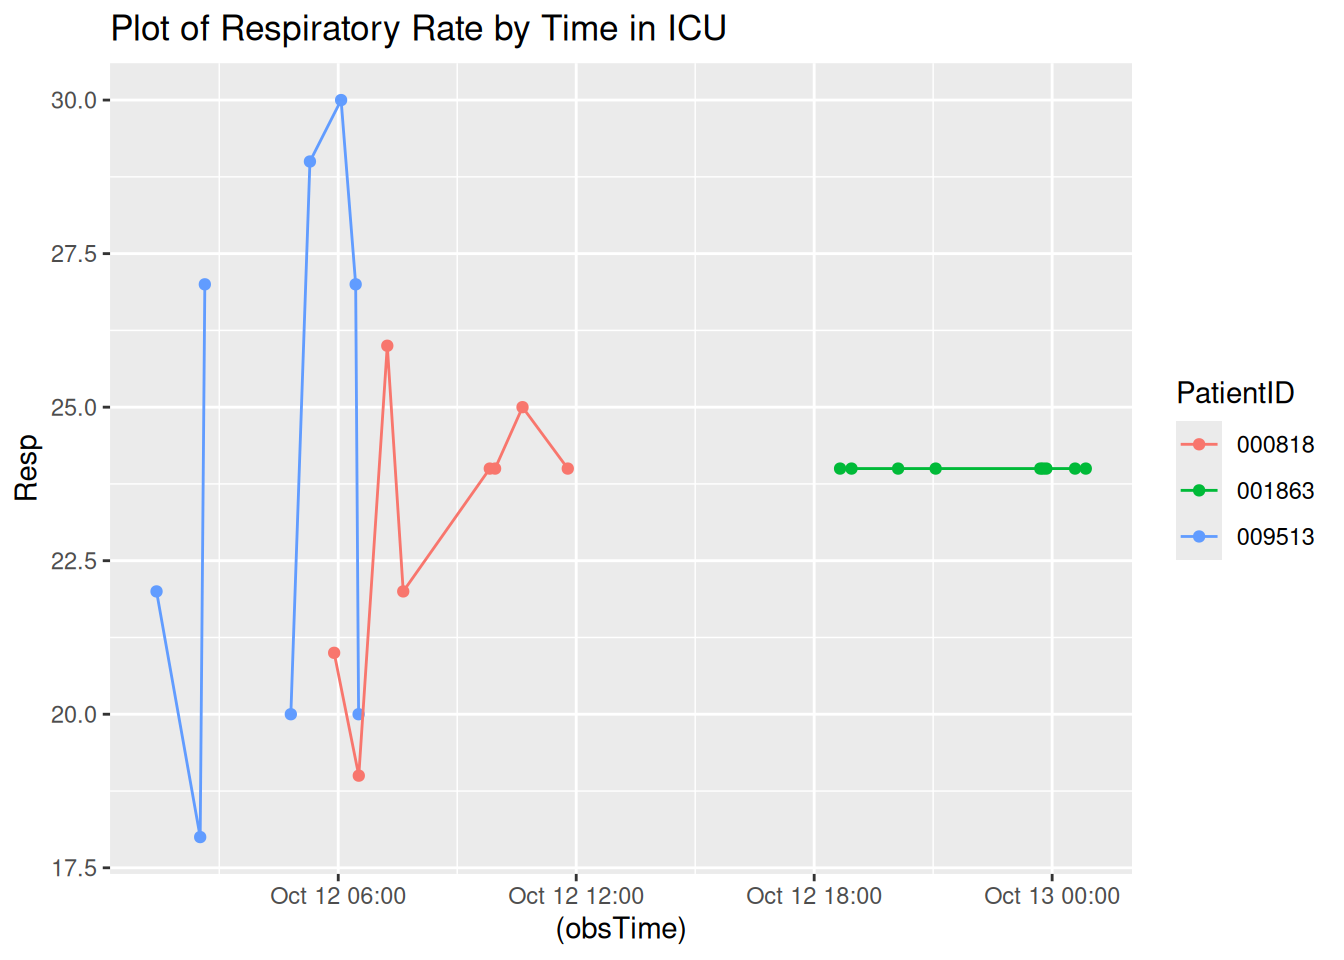 Plot of Respiratory Rate by Time in ICU
30.0
27.5
25.0
22.5
20.0
17.5
Resp
Oct 12 06:00 Oct 12 12:00 Oct 12 18:00 Oct 13 00:00
(obsTime)
PatientID
000818
001863
009513